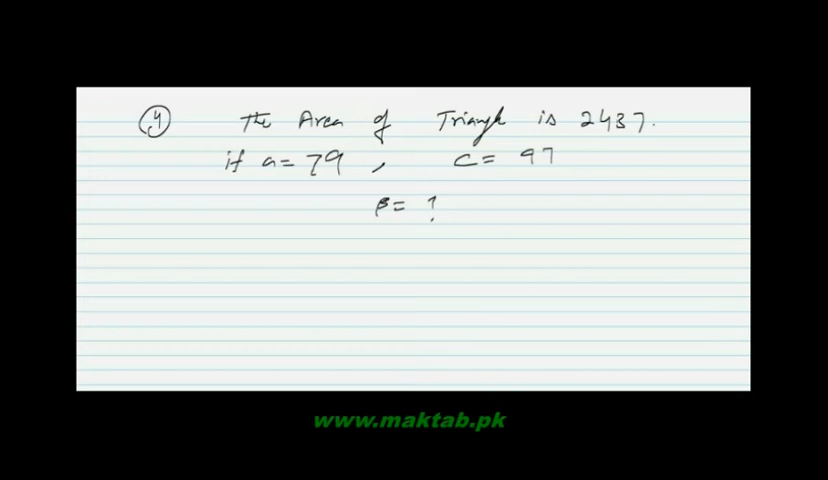 4 The Area of Triangle is 2437.
if a = 79, c = 97
β = ?
www.maktab.pk